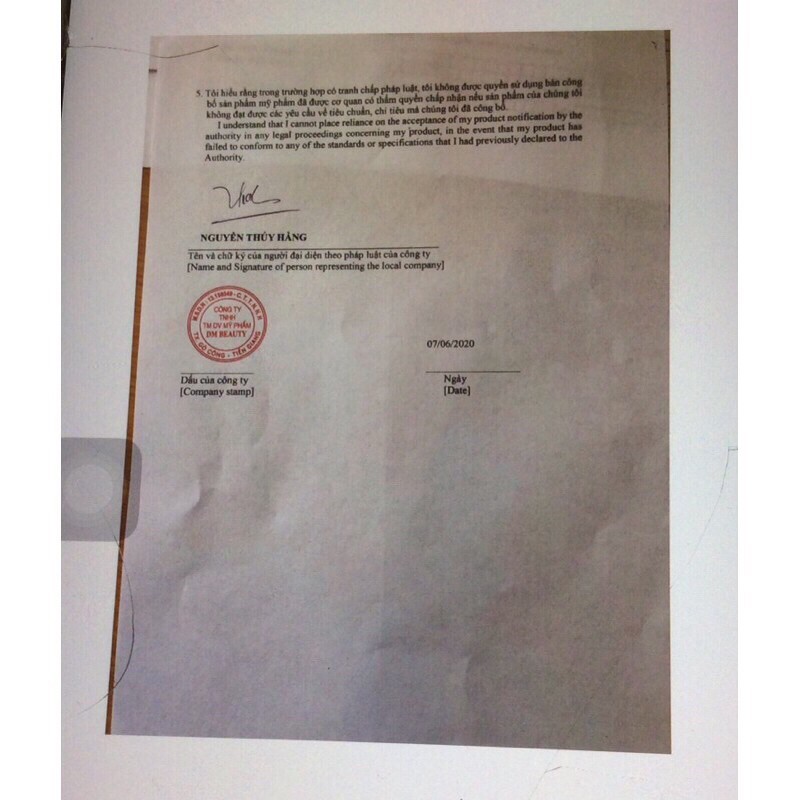 5. Tôi hiểu rằng trong trường hợp có tranh chấp pháp luật, tôi không được quyền sử dụng bản công
bố sản phẩm mỹ phẩm đã được cơ quan có thẩm quyền chấp nhận nếu sản phẩm của chúng tôi
không đạt được các yêu cầu về tiêu chuẩn, chỉ tiêu mà chúng tôi đã công bố.
I understand that I cannot place reliance on the acceptance of my product notification by the
authority in any legal proceedings concerning my product, in the event that my product has
failed to conform to any of the standards or specifications that I had previously declared to the
Authority.
NGUYỄN THÚY HẰNG
Tên và chữ ký của người đại diện theo pháp luật của công ty
[Name and Signature of person representing the local company]
CÔNG TY
TNHH
TM DV MỸ PHẨM
DM BEAUTY
TX GÒ CÔNG - TIỀN GIANG
07/06/2020
Dấu của công ty
[Company stamp]
Ngày
[Date]